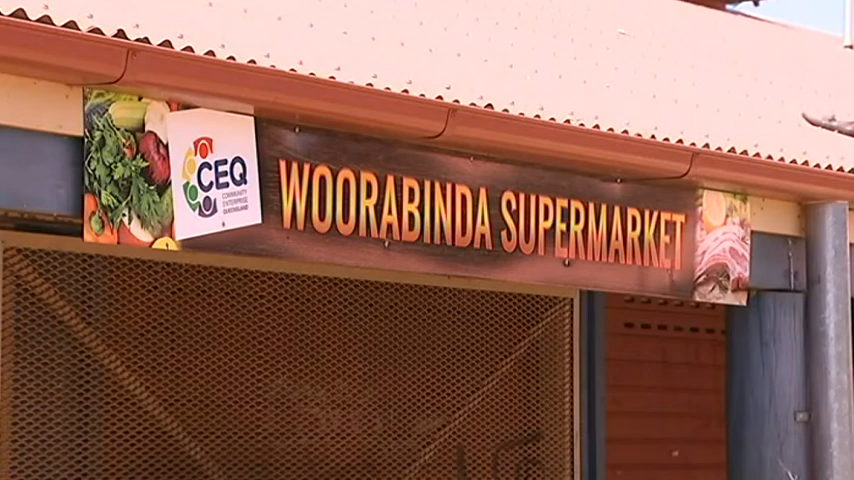 CEQ
COMMUNITY
ENTERPRISE
QUEENSLAND
WOORABINDA SUPERMARKET